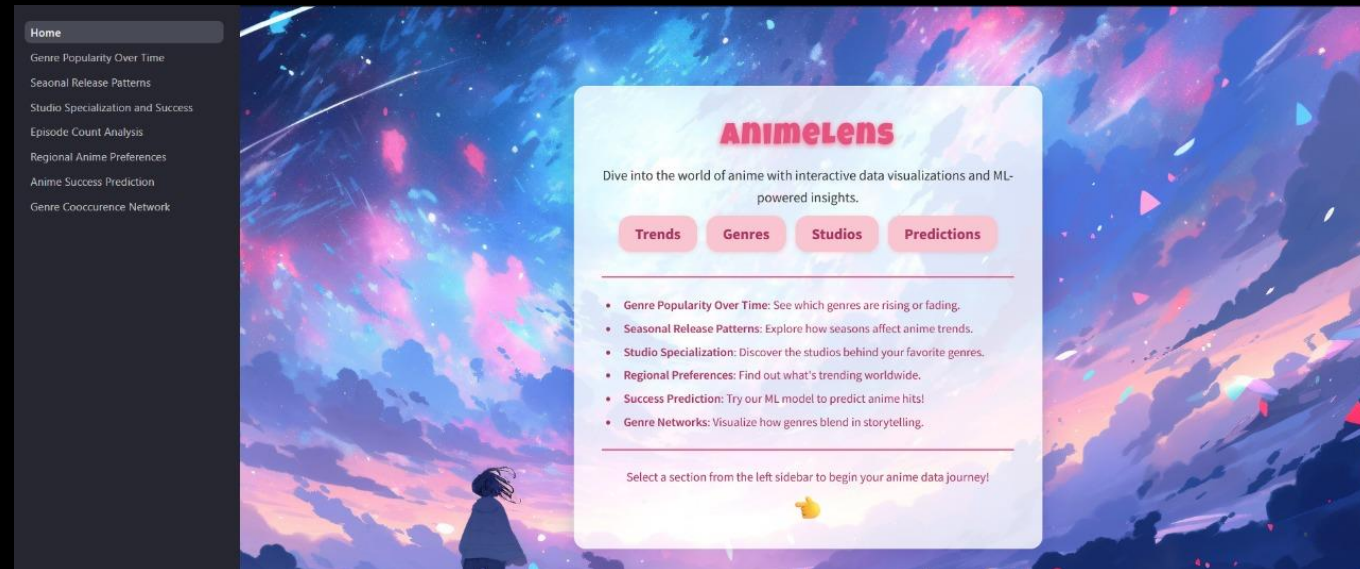 Home
Genre Popularity Over Time
Seaonal Release Patterns
Studio Specialization and Success
Episode Count Analysis
Regional Anime Preferences
Anime Success Prediction
Genre Cooccurence Network
AnimeLens
Dive into the world of anime with interactive data visualizations and ML-
powered insights.
Trends Genres Studios Predictions
• Genre Popularity Over Time: See which genres are rising or fading.
• Seasonal Release Patterns: Explore how seasons affect anime trends.
• Studio Specialization: Discover the studios behind your favorite genres.
• Regional Preferences: Find out what's trending worldwide.
• Success Prediction: Try our ML model to predict anime hits!
• Genre Networks: Visualize how genres blend in storytelling.
Select a section from the left sidebar to begin your anime data journey!